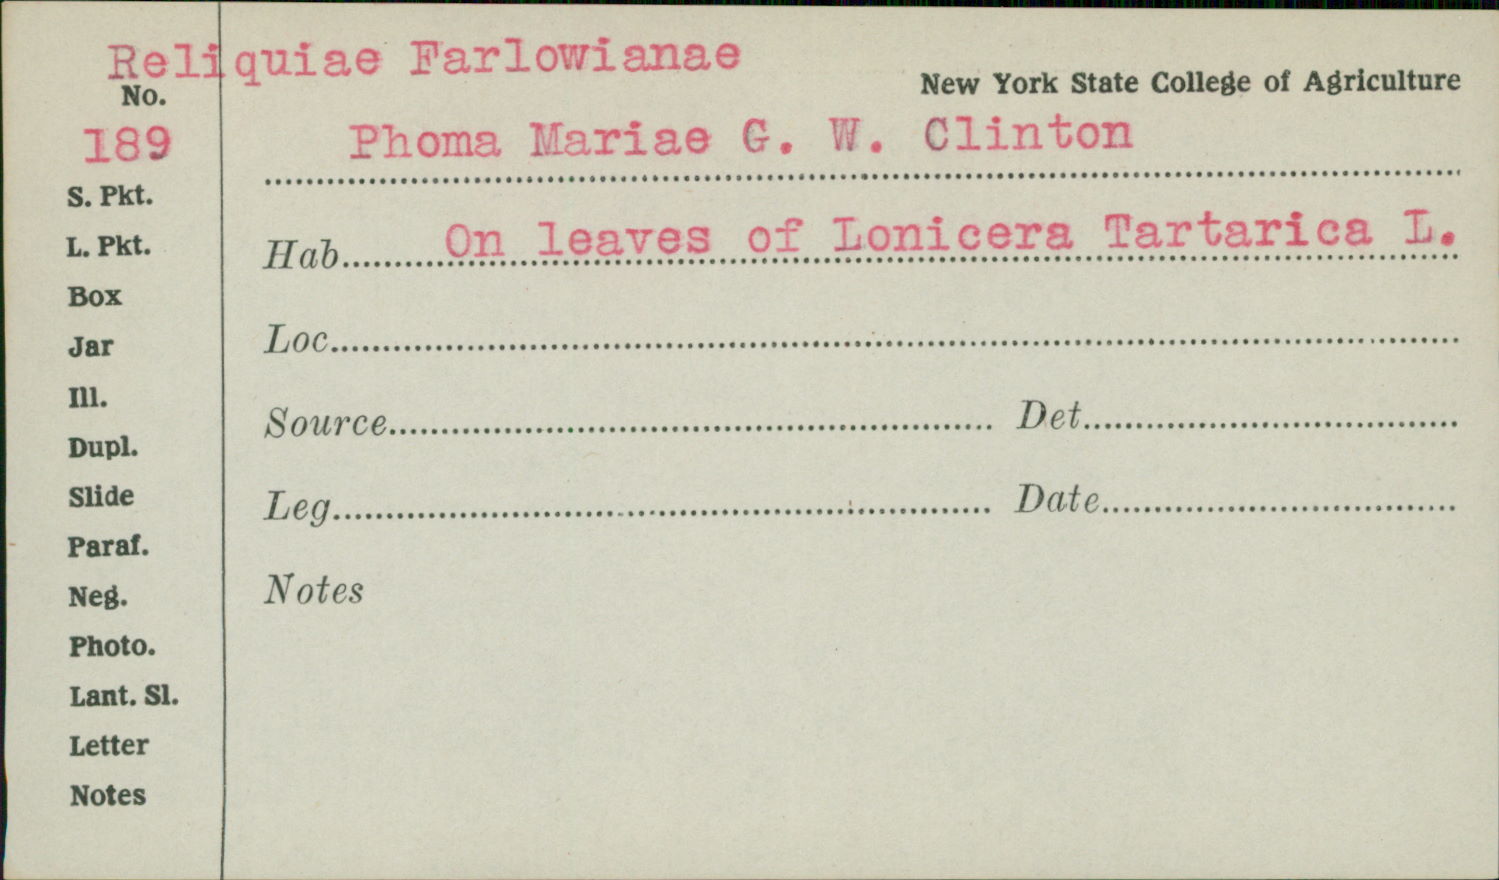 Reliquiae Farlowianae
New York State College of Agriculture
No.
189
Phoma Mariae G. W. Clinton
S. Pkt.
L. Pkt.
Hab. On leaves of Lonicera Tartarica L.
Box
Jar
Loc.
Ill.
Source Det.
Dupl.
Slide
Leg. Date
Paraf.
Neg.
Notes
Photo.
Lant. Sl.
Letter
Notes